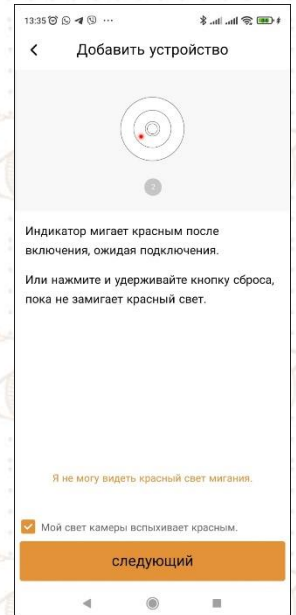 13:35
Добавить устройство
2
Индикатор мигает красным после
включения, ожидая подключения.
Или нажмите и удерживайте кнопку сброса,
пока не замигает красный свет.
Я не могу видеть красный свет мигания.
Мой свет камеры вспыхивает красным.
следующий